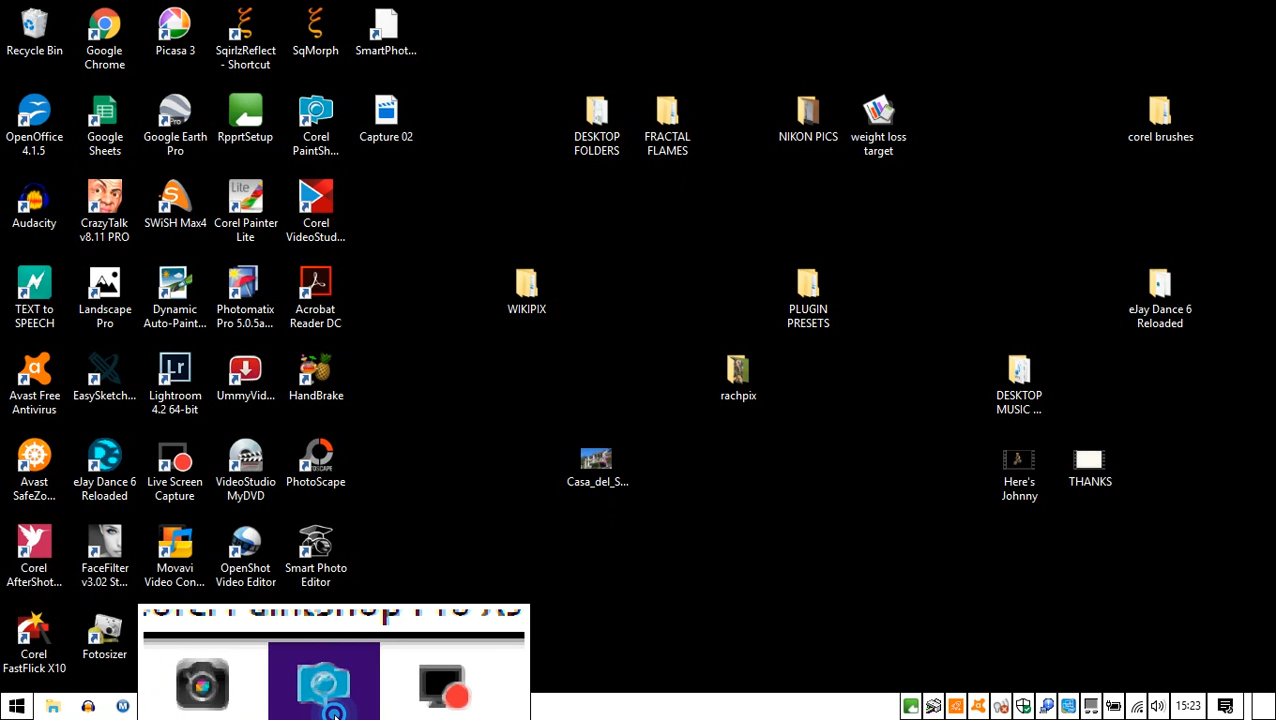 Recycle Bin
Google
Chrome
Picasa 3
SqirlzReflect
- Shortcut
SqMorph
SmartPhot...
OpenOffice
4.1.5
Google
Sheets
Google Earth
Pro
RpprtSetup
Corel
PaintSh...
Capture 02
DESKTOP
FOLDERS
FRACTAL
FLAMES
NIKON PICS
weight loss
target
corel brushes
Audacity
CrazyTalk
v8.11 PRO
SWiSH Max4
Lite
Corel Painter
Lite
Corel
VideoStud...
TEXT to
SPEECH
Landscape
Pro
Dynamic
Auto-Paint...
Photomatix
Pro 5.0.5a...
Acrobat
Reader DC
WIKIPIX
PLUGIN
PRESETS
eJay Dance 6
Reloaded
Avast Free
Antivirus
EasySketch...
Lr
Lightroom
4.2 64-bit
UmmyVid...
HandBrake
rachpix
DESKTOP
MUSIC ...
Avast
SafeZo...
eJay Dance 6
Reloaded
Live Screen
Capture
VideoStudio
MyDVD
PHOTOSCAPE
PhotoScape
Casa_del_S...
Here's
Johnny
THANKS
Corel
AfterShot...
FaceFilter
v3.02 St...
Movavi
Video Con...
OpenShot
Video Editor
Smart Photo
Editor
Corel
FastFlick X10
Fotosizer
15:23